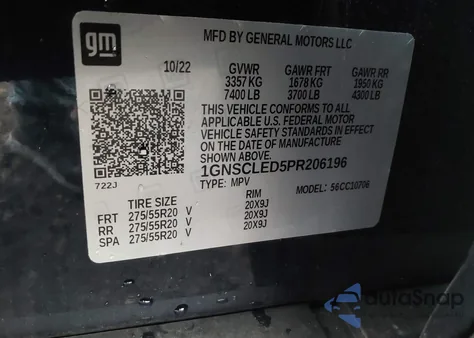 gm
MFD BY GENERAL MOTORS LLC
10/22 GVWR GAWR FRT GAWR RR
3357 KG 1678 KG 1950 KG
7400 LB 3700 LB 4300 LB
THIS VEHICLE CONFORMS TO ALL
APPLICABLE U.S. FEDERAL MOTOR
VEHICLE SAFETY STANDARDS IN EFFECT
ON THE DATE OF MANUFACTURE
SHOWN ABOVE.
1GNSCLED5PR206196
722J TYPE: MPV MODEL: 56CC10706
TIRE SIZE RIM
FRT 275/55R20 V 20X9J
RR 275/55R20 V 20X9J
SPA 275/55R20 V 20X9J
AutaSnap